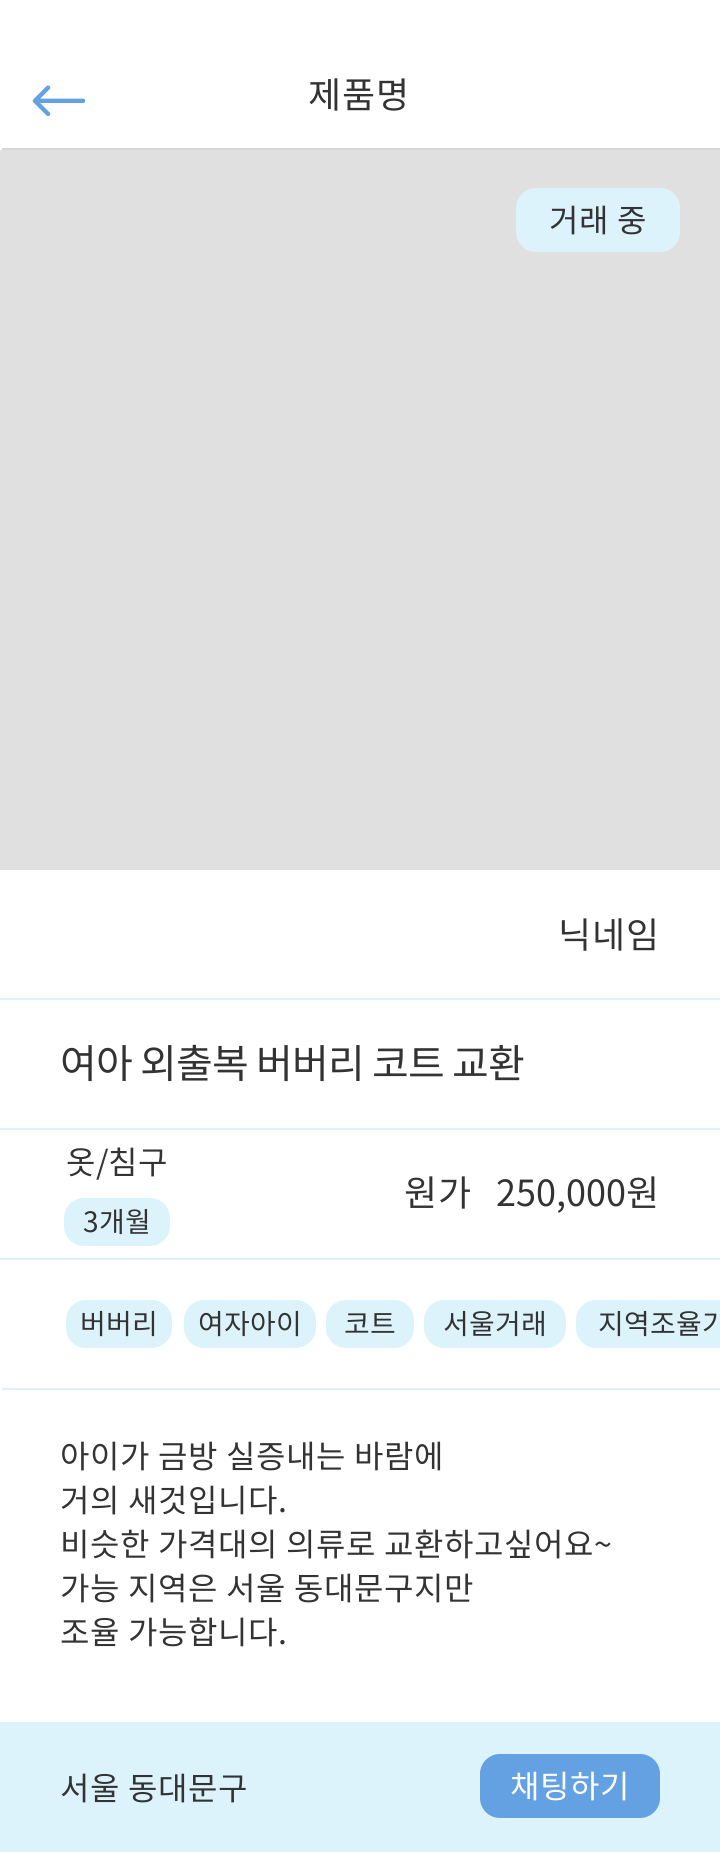 제품명
거래 중
닉네임
여아 외출복 버버리 코트 교환
옷/침구
3개월
원가 250,000원
버버리 여자아이 코트 서울거래 지역조율
아이가 금방 실증내는 바람에
거의 새것입니다.
비슷한 가격대의 의류로 교환하고싶어요~
가능 지역은 서울 동대문구지만
조율 가능합니다.
서울 동대문구
채팅하기